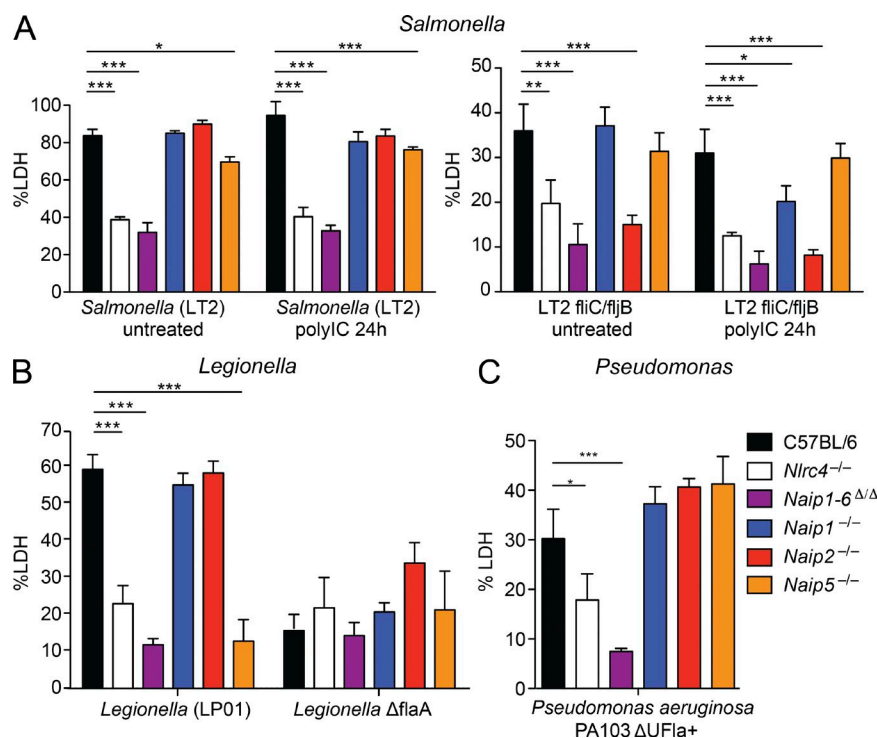 A
Salmonella
*
***
***
***
***
***
%LDH
100
80
60
40
20
0
Salmonella (LT2)
untreated
Salmonella (LT2)
polyIC 24h
***
***
**
***
*
***
***
%LDH
50
40
30
20
10
0
LT2 fliC/fljB
untreated
LT2 fliC/fljB
polyIC 24h
B
Legionella
***
***
***
%LDH
70
60
50
40
30
20
10
0
Legionella (LP01)
Legionella ΔflaA
C
Pseudomonas
***
*
% LDH
50
40
30
20
10
0
Pseudomonas aeruginosa
PA103 ΔUFla+
C57BL/6
Nlrc4−/−
Naip1-6Δ/Δ
Naip1−/−
Naip2−/−
Naip5−/−